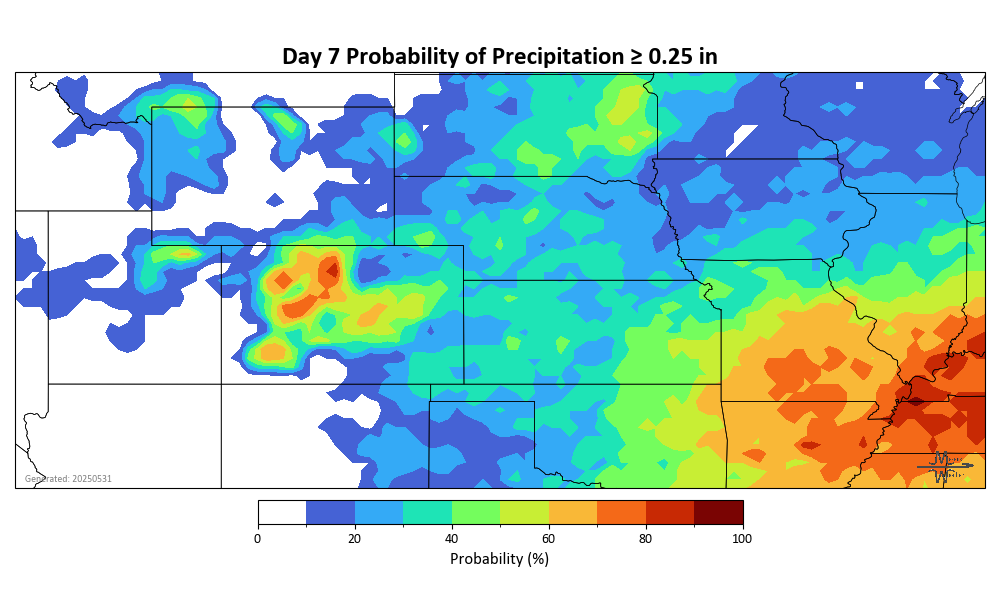 Day 7 Probability of Precipitation ≥ 0.25 in
Generated: 20250531
0 20 40 60 80 100
Probability (%)